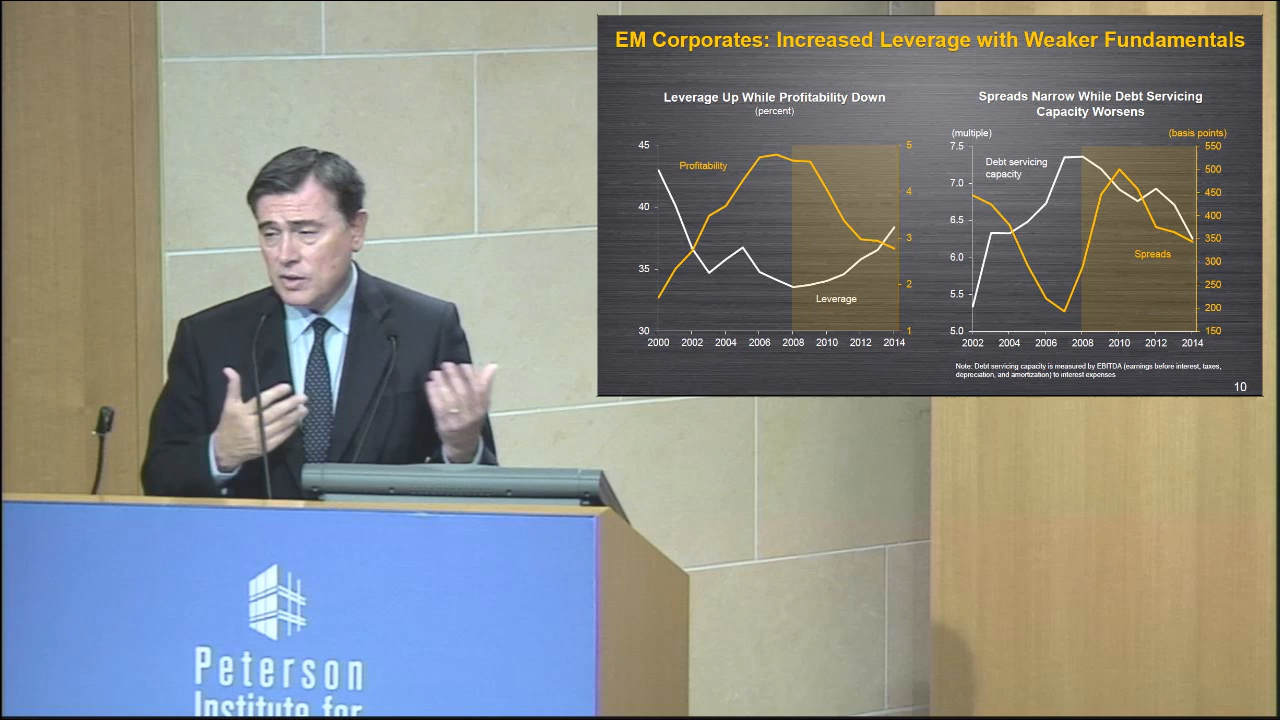 EM Corporates: Increased Leverage with Weaker Fundamentals
Leverage Up While Profitability Down
(percent)
45
40
35
30
5
4
3
2
1
Profitability
Leverage
2000 2002 2004 2006 2008 2010 2012 2014
Spreads Narrow While Debt Servicing
Capacity Worsens
(multiple)
(basis points)
7.5
7.0
6.5
6.0
5.5
5.0
550
500
450
400
350
300
250
200
150
Debt servicing
capacity
Spreads
2002 2004 2006 2008 2010 2012 2014
Note: Debt servicing capacity is measured by EBITDA (earnings before interest, taxes,
depreciation, and amortization) to interest expenses
10
Peterson
Institute for